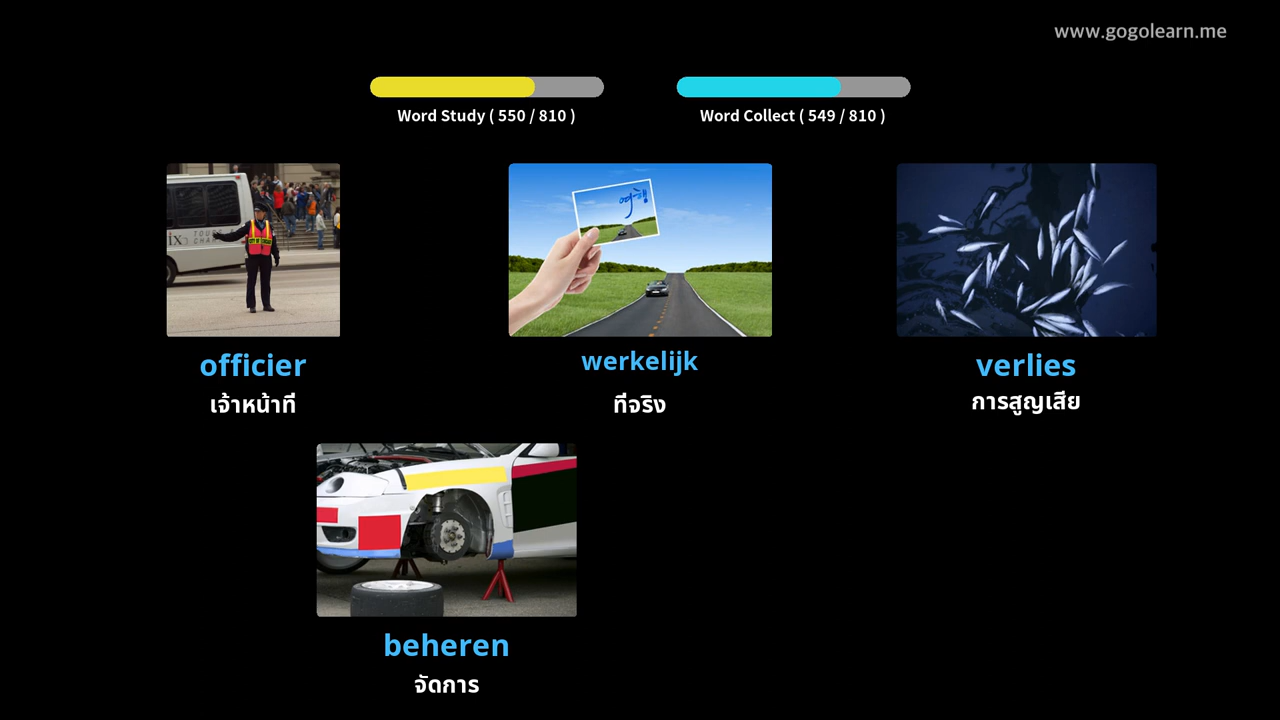 www.gogolearn.me
Word Study ( 550 / 810 )
Word Collect ( 549 / 810 )
여행
officier
werkelijk
verlies
เจ้าหน้าที่
ที่จริง
การสูญเสีย
beheren
จัดการ